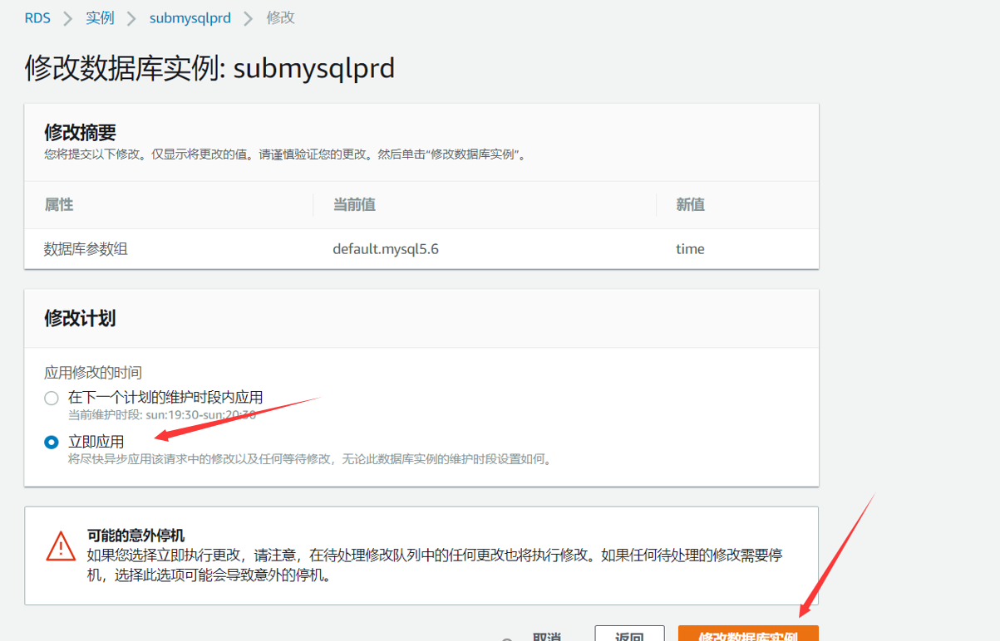 RDS > 实例 > submysqlprd > 修改
修改数据库实例: submysqlprd
修改摘要
您将提交以下修改。仅显示将更改的值。请谨慎验证您的更改。然后单击“修改数据库实例”。
属性 当前值 新值
数据库参数组 default.mysql5.6 time
修改计划
应用修改的时间
在下一个计划的维护时段内应用
当前维护时段: sun:19:30-sun:20:30
立即应用
将尽快异步应用该请求中的修改以及任何等待修改，无论此数据库实例的维护时段设置如何。
可能的意外停机
如果您选择立即执行更改，请注意，在待处理修改队列中的任何更改也将执行修改。如果任何待处理的修改需要停
机，选择此选项可能会导致意外的停机。
取消 返回 修改数据库实例